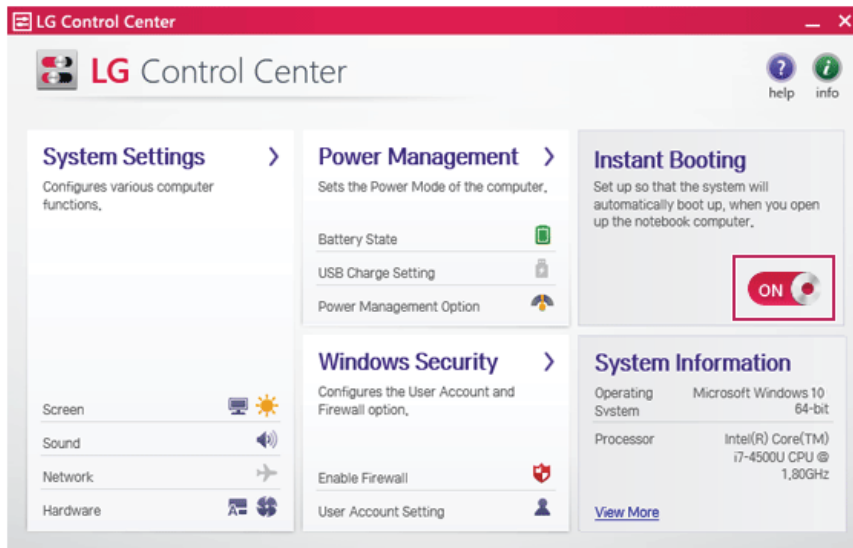 LG Control Center
LG Control Center
help
info
System Settings
Configures various computer
functions.
Screen
Sound
Network
Hardware
Power Management
Sets the Power Mode of the computer.
Battery State
USB Charge Setting
Power Management Option
Instant Booting
Set up so that the system will
automatically boot up, when you open
up the notebook computer.
ON
Windows Security
Configures the User Account and
Firewall option.
Enable Firewall
User Account Setting
System Information
Operating Microsoft Windows 10
System 64-bit
Processor Intel(R) Core(TM)
i7-4500U CPU @
1.80GHz
View More